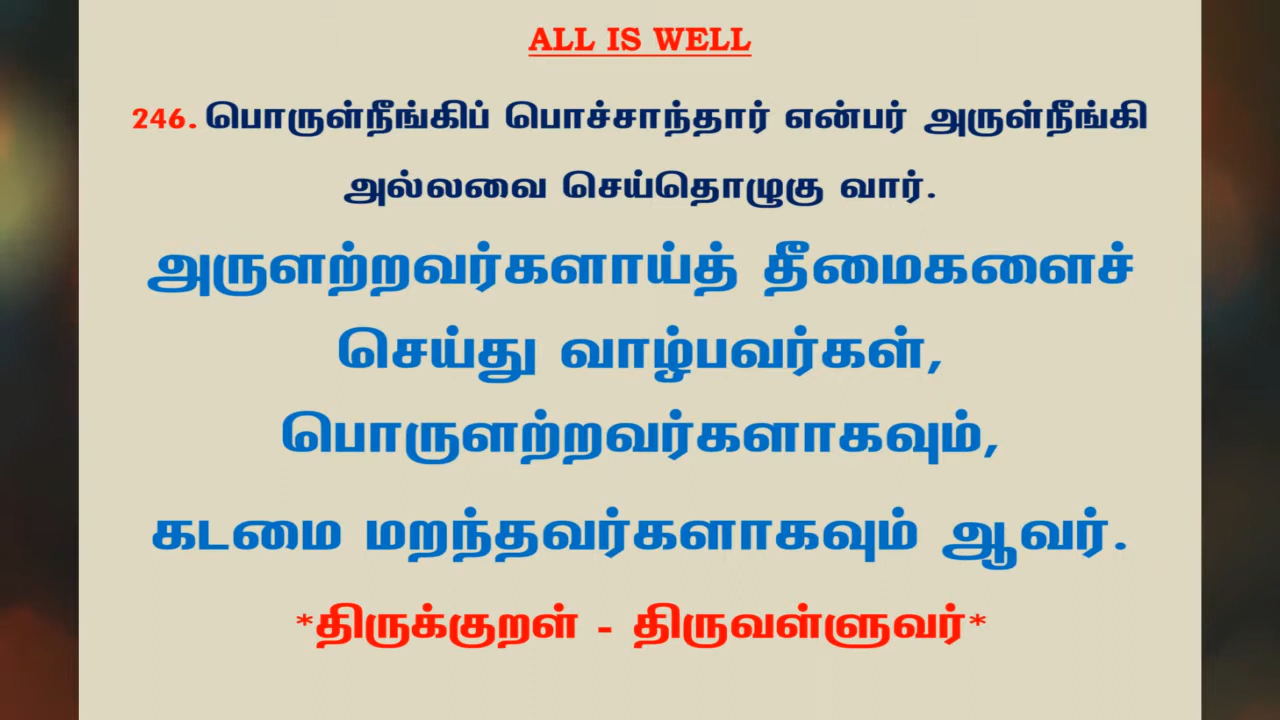 ALL IS WELL
246. பொருள்நீங்கிப் பொச்சாந்தார் என்பர் அருள்நீங்கி
அல்லவை செய்தொழுகு வார்.
அருளற்றவர்களாய்த் தீமைகளைச்
செய்து வாழ்பவர்கள்,
பொருளற்றவர்களாகவும்,
கடமை மறந்தவர்களாகவும் ஆவர்.
*திருக்குறள் - திருவள்ளுவர்*